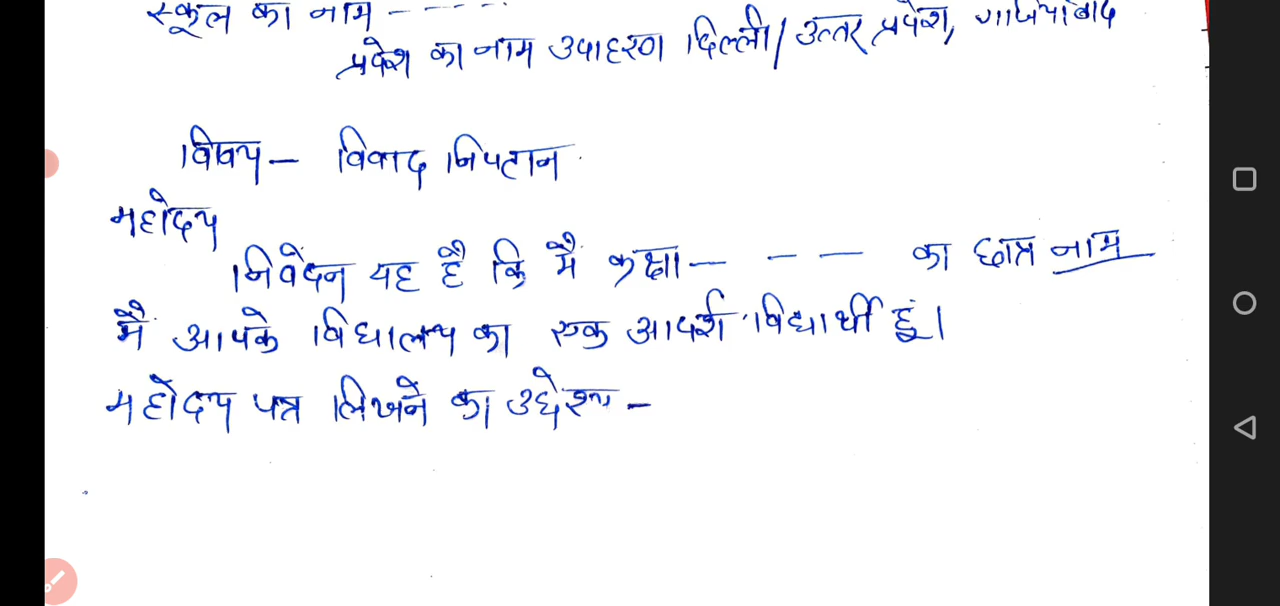 स्कूल का नाम - - - - -
प्रदेश का नाम उदाहरण दिल्ली/उत्तर प्रदेश, गाजियाबाद
विषय - विवाद निपटान
महोदय
निवेदन यह है कि मैं कक्षा - - - का छात्र नाम
मैं आपके विद्यालय का एक आदर्श विद्यार्थी हूं।
महोदय पत्र लिखने का उद्देश्य -